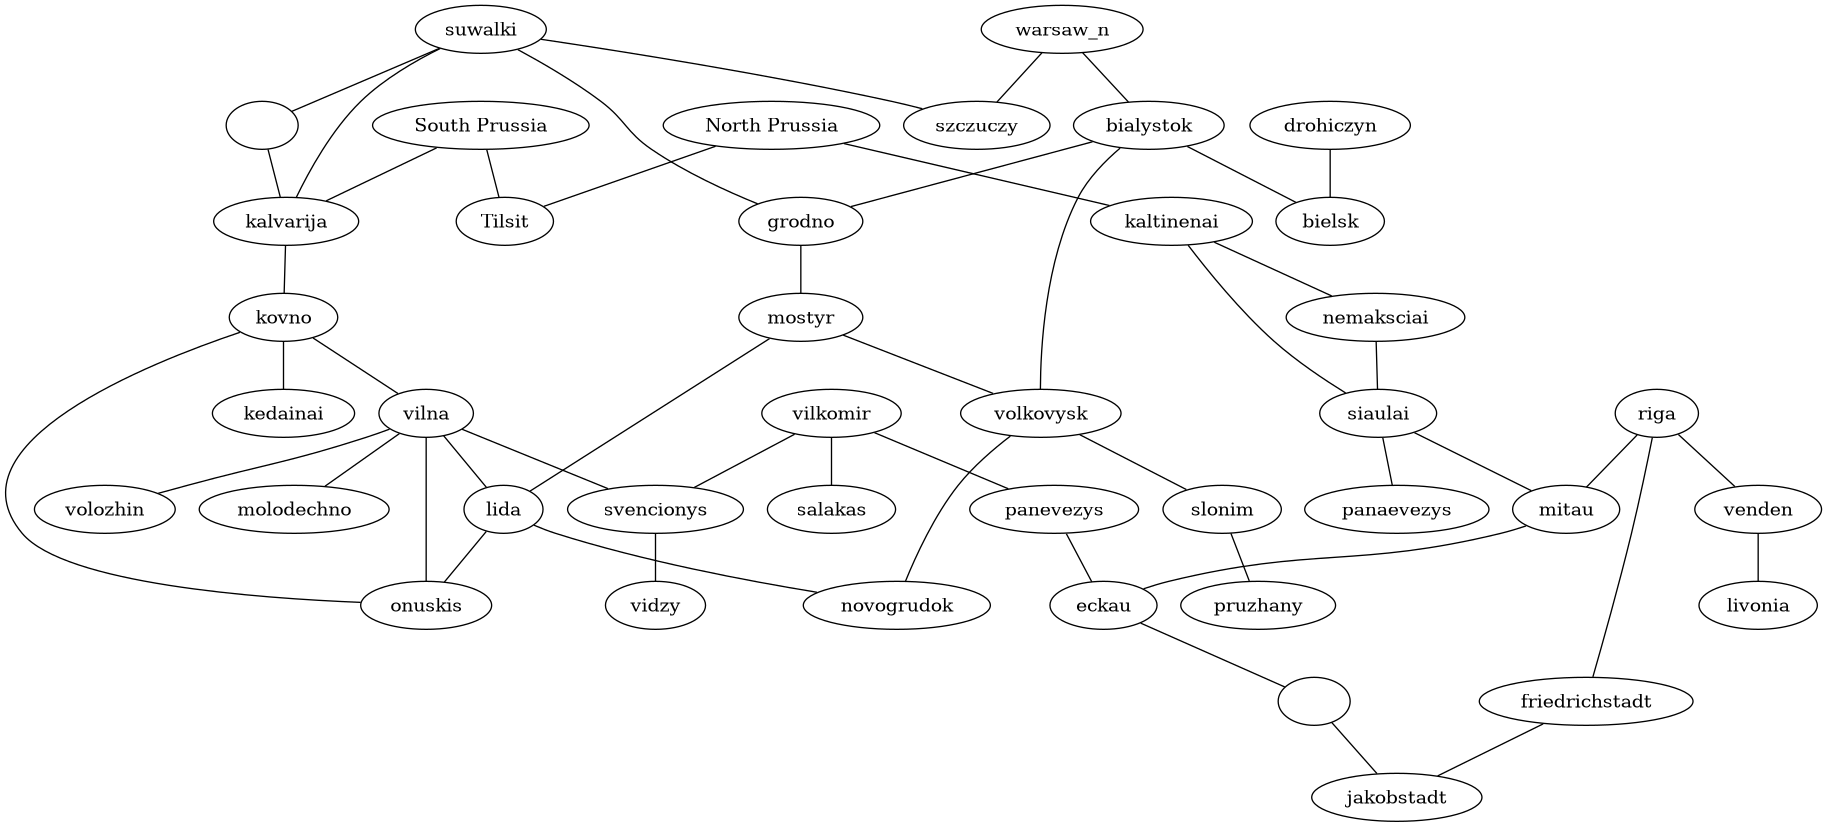 suwalki
warsaw_n
South Prussia
North Prussia
szczuczy
bialystok
drohiczyn
kalvarija
Tilsit
grodno
kaltinenai
bielsk
kovno
mostyr
nemaksciai
kedainai
vilna
vilkomir
volkovysk
siaulai
riga
volozhin
molodechno
lida
svencionys
salakas
panevezys
slonim
panaevezys
mitau
venden
onuskis
vidzy
novogrudok
eckau
pruzhany
livonia
friedrichstadt
jakobstadt